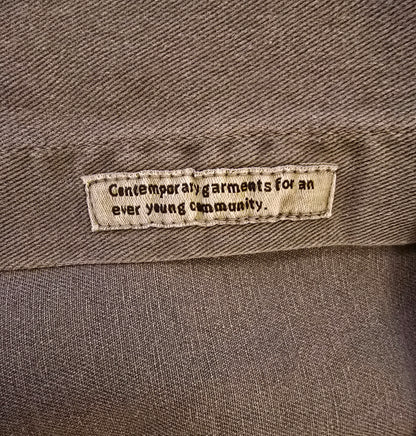 Contemporary garments for an
ever young community.